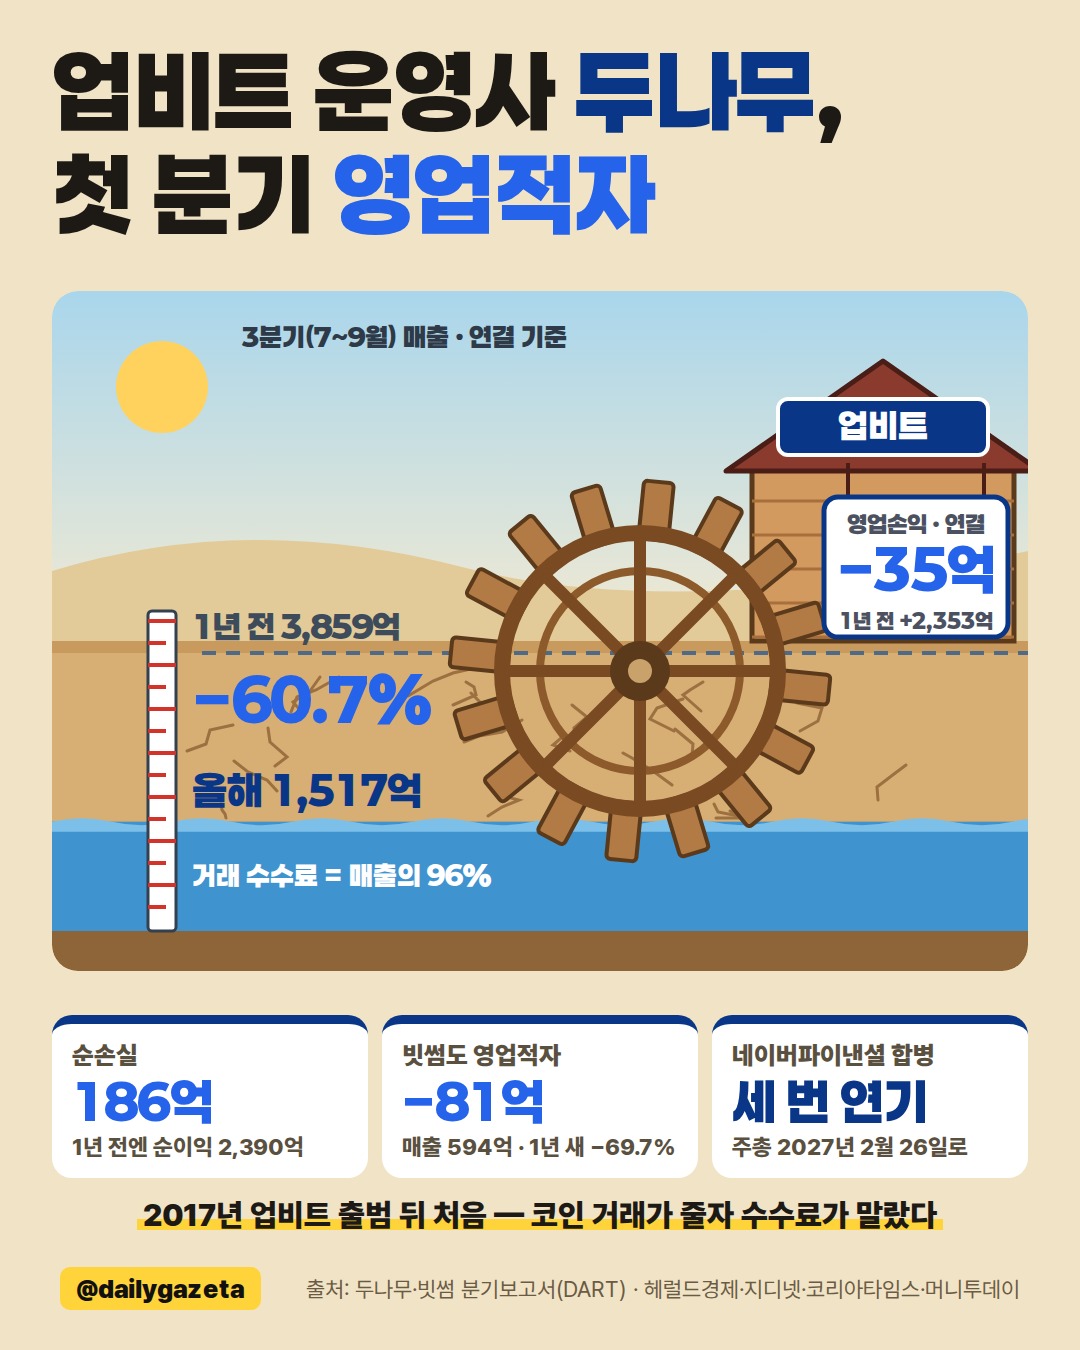 업비트 운영사 두나무,
첫 분기 영업적자
3분기(7~9월) 매출 · 연결 기준
업비트
영업손익 · 연결
−35억
1년 전 +2,353억
1년 전 3,859억
−60.7%
올해 1,517억
거래 수수료 = 매출의 96%
순손실
186억
1년 전엔 순이익 2,390억
빗썸도 영업적자
−81억
매출 594억 · 1년 새 −69.7%
네이버파이낸셜 합병
세 번 연기
주총 2027년 2월 26일로
2017년 업비트 출범 뒤 처음 — 코인 거래가 줄자 수수료가 말랐다
@dailygazeta
출처: 두나무·빗썸 분기보고서(DART) · 헤럴드경제·지디넷·코리아타임스·머니투데이